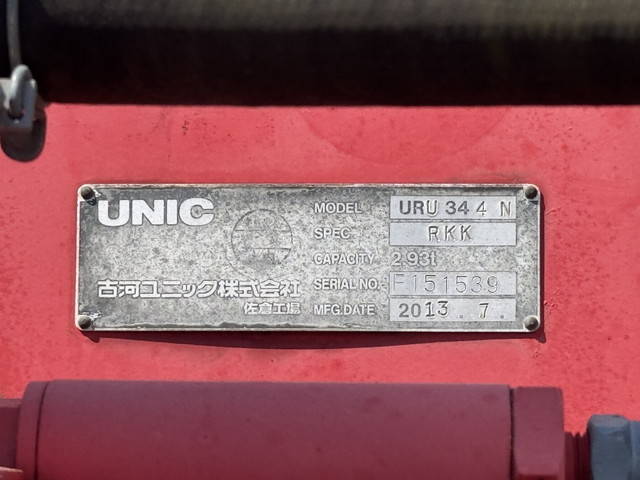 UNIC
MODEL URU 34 4 N
SPEC. RKK
CAPACITY 2.93t
SERIAL NO. F151539
MFG.DATE 2013.7.
古河ユニック株式会社
佐倉工場